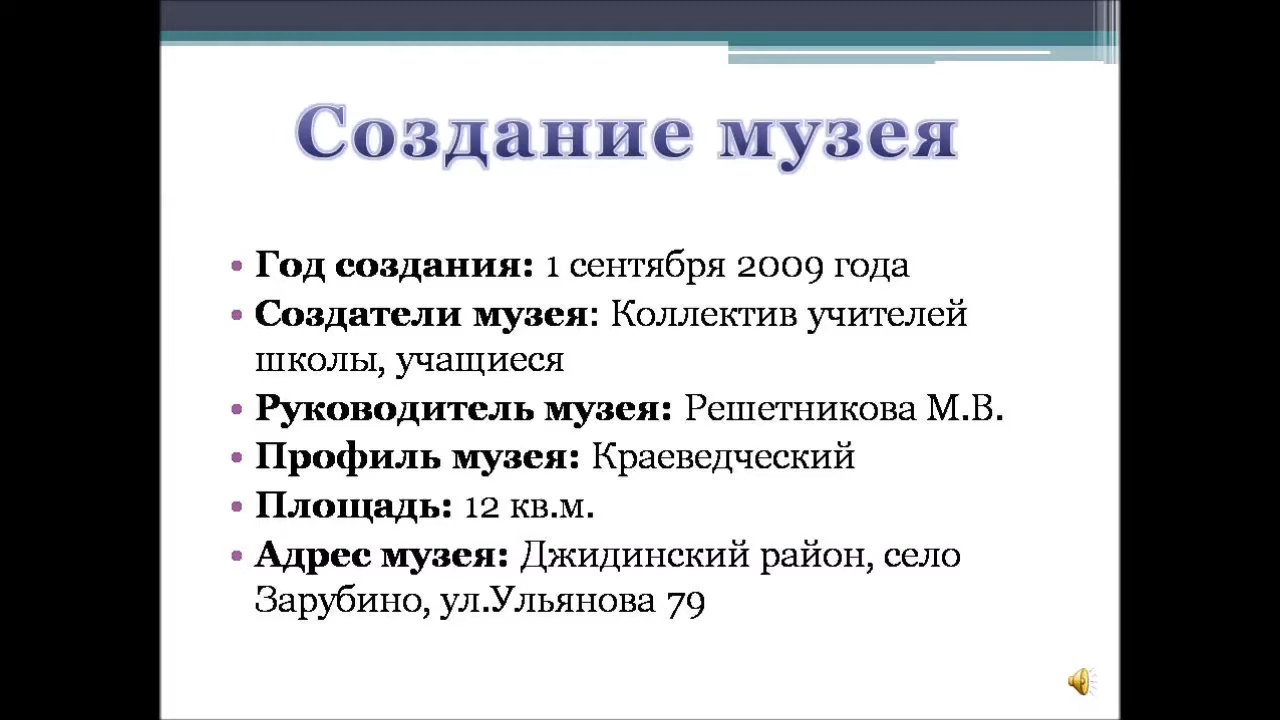 Создание музея
• Год создания: 1 сентября 2009 года
• Создатели музея: Коллектив учителей
школы, учащиеся
• Руководитель музея: Решетникова М.В.
• Профиль музея: Краеведческий
• Площадь: 12 кв.м.
• Адрес музея: Джидинский район, село
Зарубино, ул.Ульянова 79